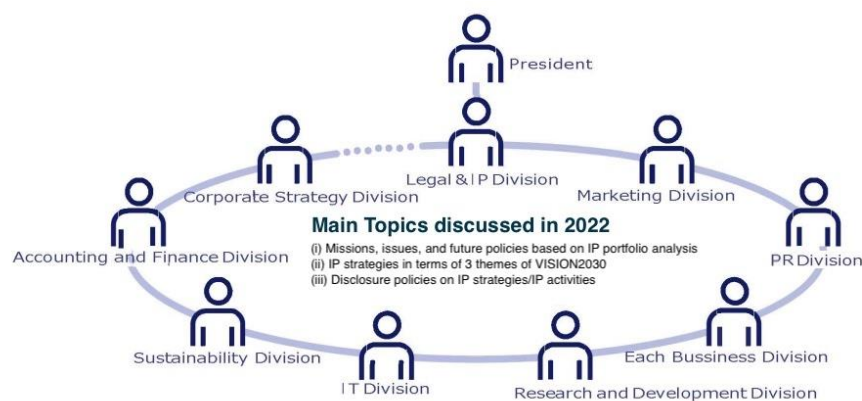 President
Legal & IP Division
Corporate Strategy Division
Marketing Division
Main Topics discussed in 2022
(i) Missions, issues, and future policies based on IP portfolio analysis
(ii) IP strategies in terms of 3 themes of VISION2030
(iii) Disclosure policies on IP strategies/IP activities
Accounting and Finance Division
PR Division
Sustainability Division
Each Bussiness Division
IT Division
Research and Development Division